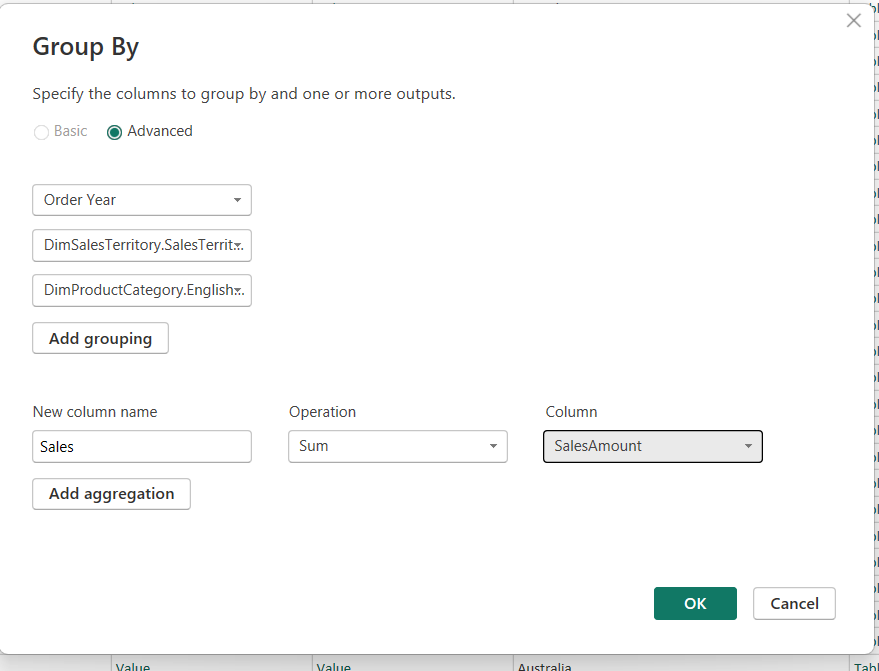 Group By
Specify the columns to group by and one or more outputs.
Basic Advanced
Order Year
DimSalesTerritory.SalesTerrit...
DimProductCategory.English...
Add grouping
New column name Operation Column
Sales Sum SalesAmount
Add aggregation
OK Cancel
Value Value Australia Tabl